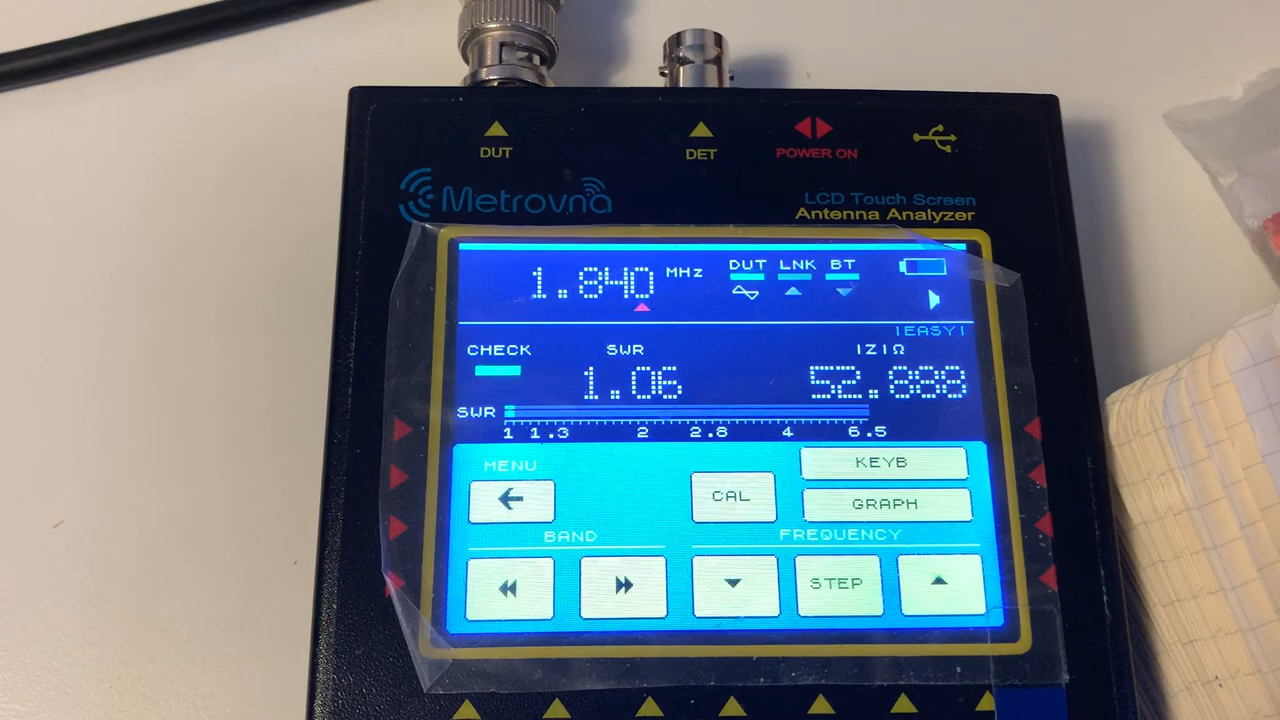 DUT
DET
POWER ON
Metrovna
LCD Touch Screen
Antenna Analyzer
1.840 MHz
DUT LNK BT
|EASY|
CHECK SWR |Z|Ω
1.06 52.888
SWR
1 1.3 2 2.8 4 6.5
MENU
KEYB
CAL
GRAPH
BAND FREQUENCY
STEP